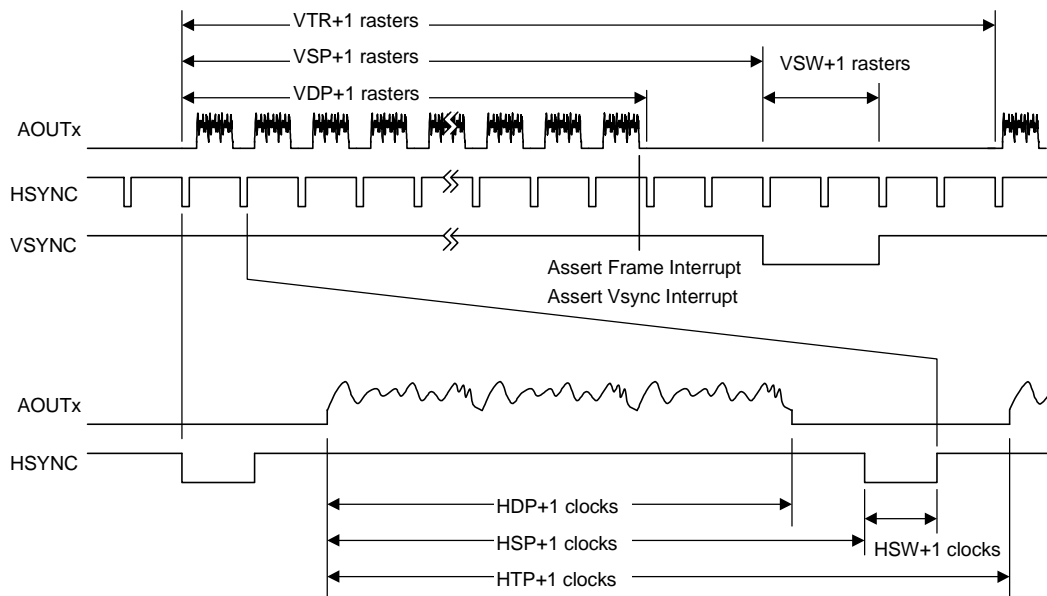 VTR+1 rasters
VSP+1 rasters
VSW+1 rasters
VDP+1 rasters
AOUTx
HSYNC
VSYNC
Assert Frame Interrupt
Assert Vsync Interrupt
AOUTx
HSYNC
HDP+1 clocks
HSP+1 clocks
HSW+1 clocks
HTP+1 clocks